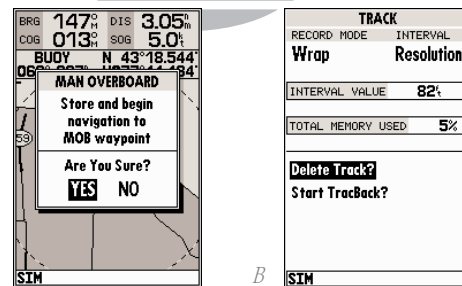 BRG 147°M DIS 3.05nm
COG 013°M SOG 5.0kt
BUOY N 43°18.544'
MAN OVERBOARD
Store and begin
navigation to
MOB waypoint
Are You Sure?
YES NO
59
SIM
B
TRACK
RECORD MODE INTERVAL
Wrap Resolution
INTERVAL VALUE 82ft
TOTAL MEMORY USED 5%
Delete Track?
Start TracBack?
SIM